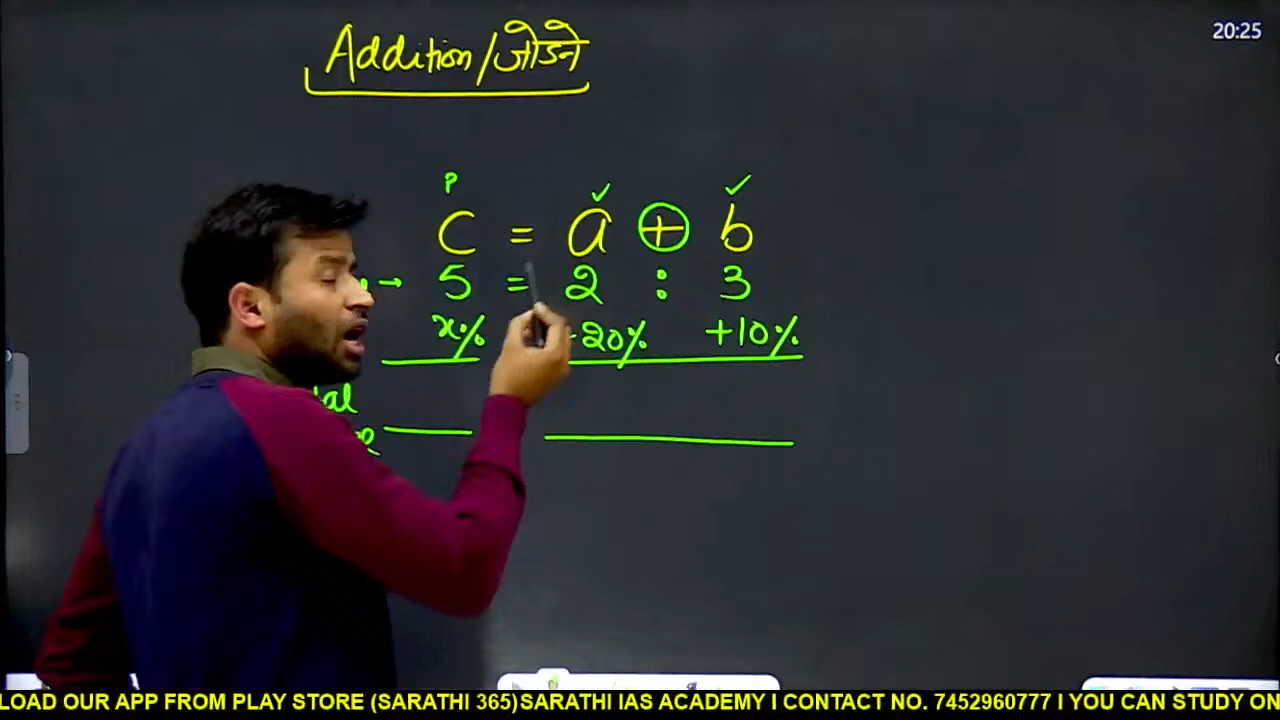 20:25
Addition/जोडने
P ✓ ✓
C = a + b
→ 5 = 2 : 3
x% 20% +10%
LOAD OUR APP FROM PLAY STORE (SARATHI 365)SARATHI IAS ACADEMY I CONTACT NO. 7452960777 I YOU CAN STUDY ON